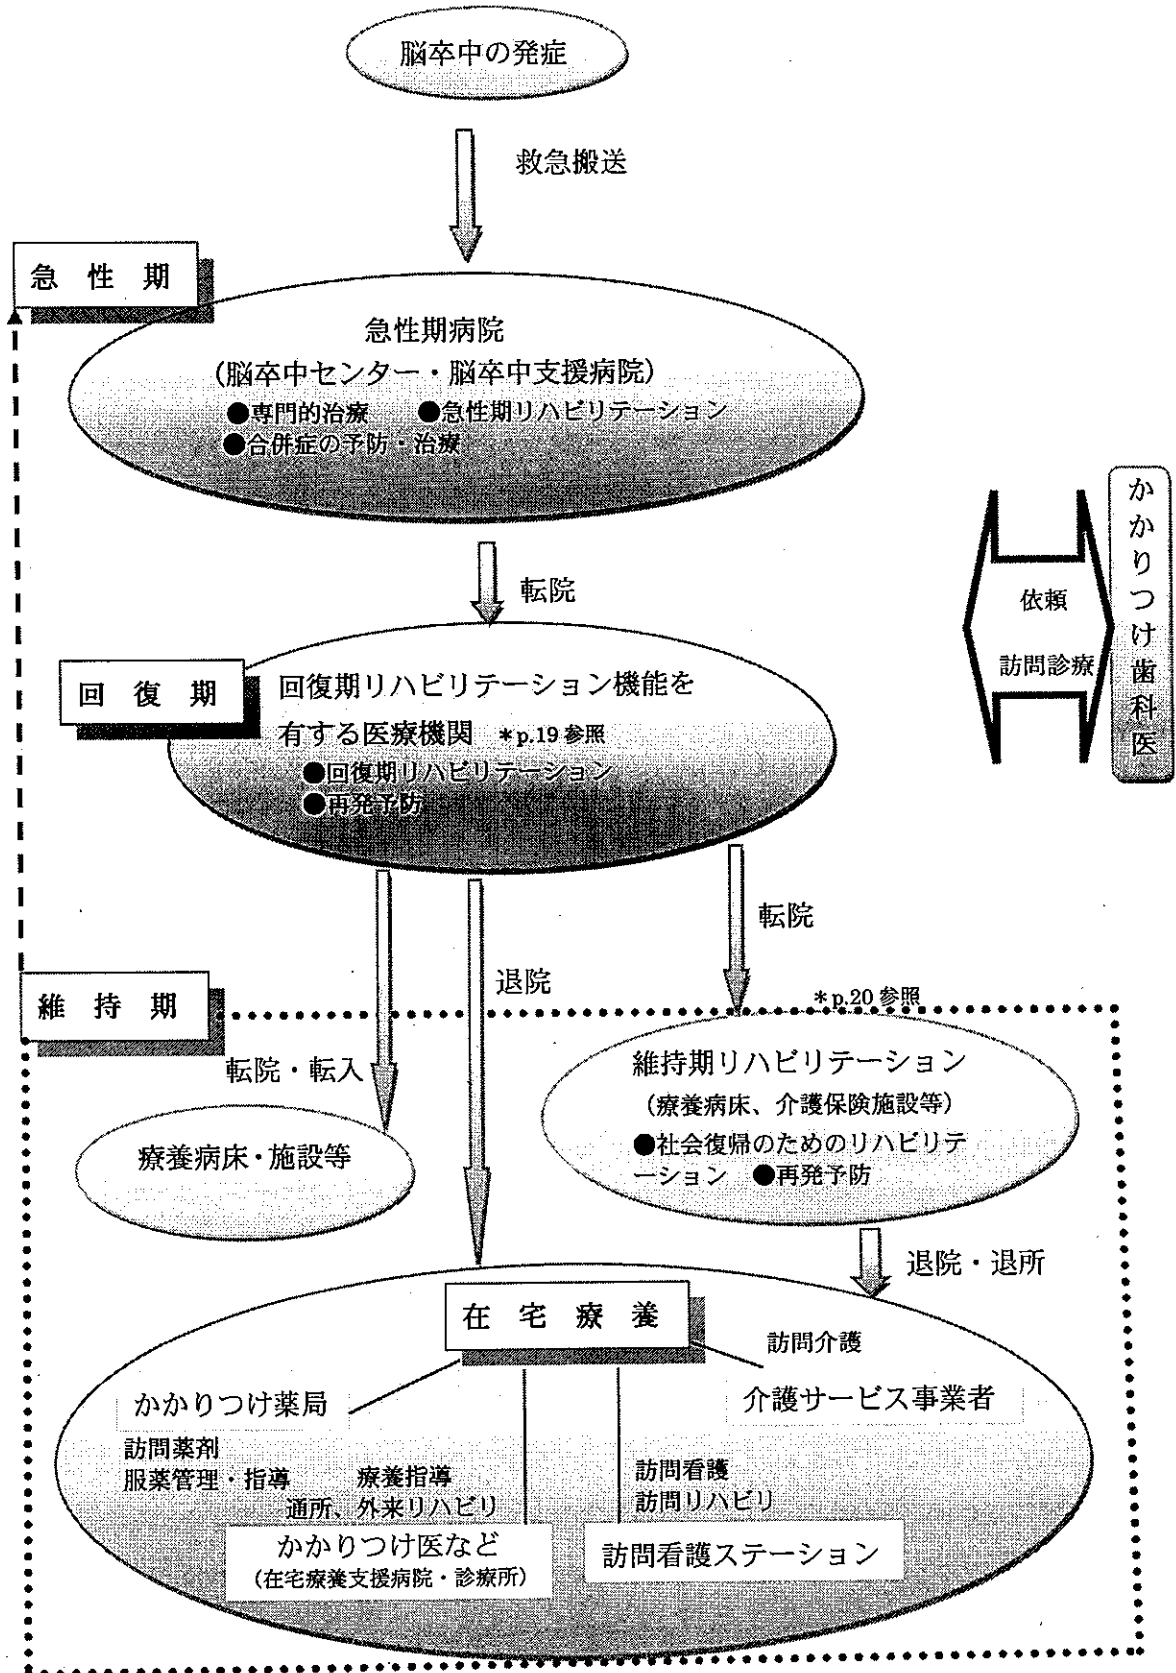 脳卒中の発症
救急搬送
急性期
急性期病院
(脳卒中センター・脳卒中支援病院)
●専門的治療 ●急性期リハビリテーション
●合併症の予防・治療
かかりつけ歯科医
依頼
訪問診療
転院
回復期
回復期リハビリテーション機能を
有する医療機関 *p.19 参照
●回復期リハビリテーション
●再発予防
転院
退院
維持期
*p.20 参照
転院・転入
療養病床・施設等
維持期リハビリテーション
(療養病床、介護保険施設等)
●社会復帰のためのリハビリテ
ーション ●再発予防
退院・退所
在宅療養
訪問介護
かかりつけ薬局
介護サービス事業者
訪問薬剤
服薬管理・指導
療養指導
通所、外来リハビリ
訪問看護
訪問リハビリ
かかりつけ医など
(在宅療養支援病院・診療所)
訪問看護ステーション